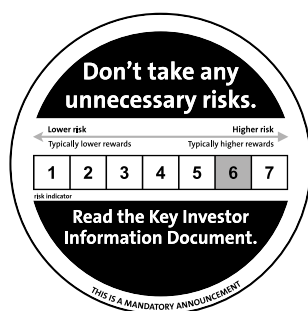 Don't take any
unnecessary risks.
Lower risk Higher risk
Typically lower rewards Typically higher rewards
1 2 3 4 5 6 7
risk indicator
Read the Key Investor
Information Document.
THIS IS A MANDATORY ANNOUNCEMENT